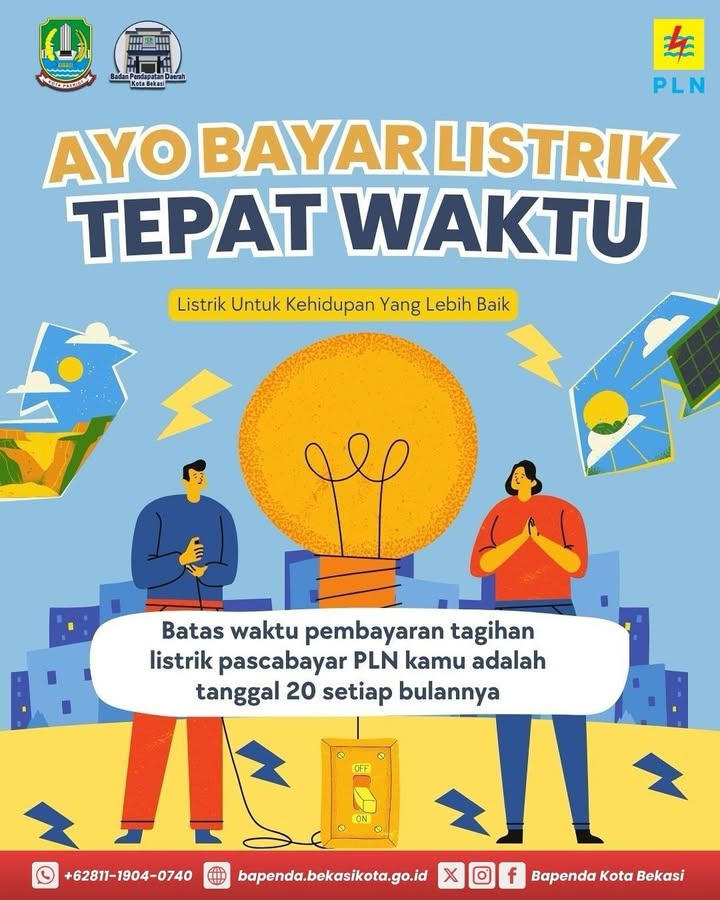 KOTA PATRIOT
Badan Pendapatan Daerah
Kota Bekasi
PLN
AYO BAYAR LISTRIK
TEPAT WAKTU
Listrik Untuk Kehidupan Yang Lebih Baik
Batas waktu pembayaran tagihan
listrik pascabayar PLN kamu adalah
tanggal 20 setiap bulannya
OFF
ON
+62811-1904-0740
bapenda.bekasikota.go.id
Bapenda Kota Bekasi